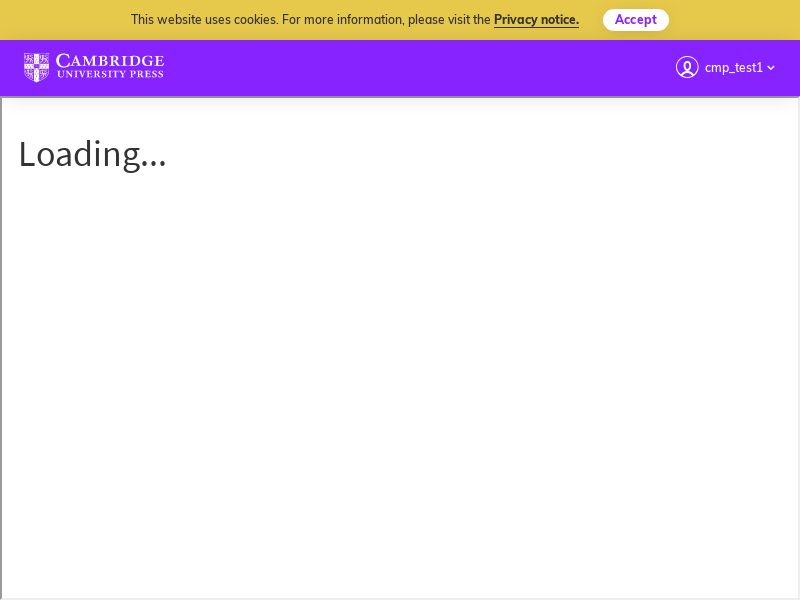 This website uses cookies. For more information, please visit the Privacy notice. Accept
CAMBRIDGE
UNIVERSITY PRESS
cmp_test1
Loading...